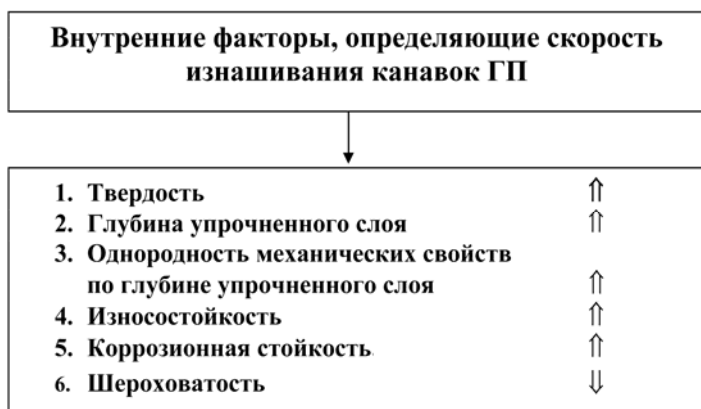 Внутренние факторы, определяющие скорость
изнашивания канавок ГП
1. Твердость ⇑
2. Глубина упрочненного слоя ⇑
3. Однородность механических свойств
по глубине упрочненного слоя ⇑
4. Износостойкость ⇑
5. Коррозионная стойкость ⇑
6. Шероховатость ⇓